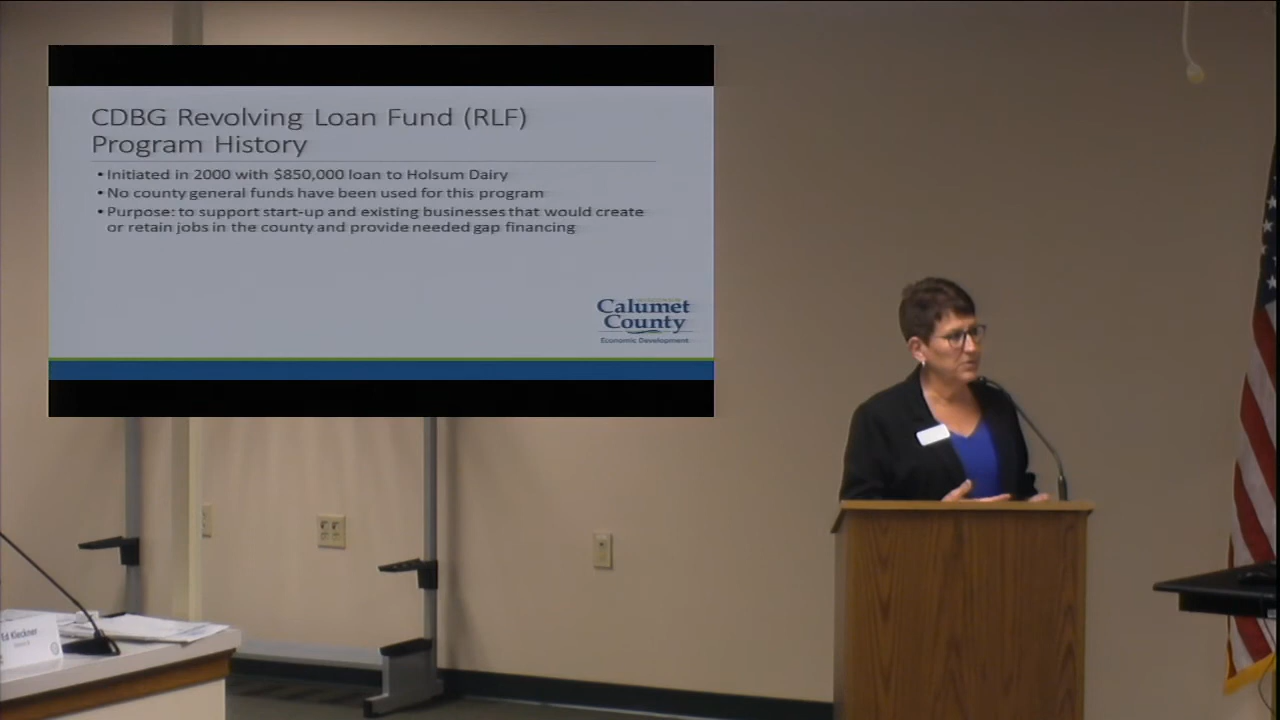 CDBG Revolving Loan Fund (RLF)
Program History
• Initiated in 2000 with $850,000 loan to Holsum Dairy
• No county general funds have been used for this program
• Purpose: to support start-up and existing businesses that would create
or retain jobs in the county and provide needed gap financing
Calumet
County
Economic Development
Ed Kleckner